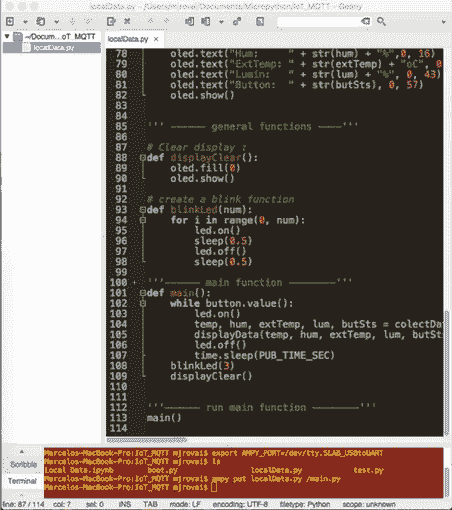 localData.py - /Users/mjrovai/Documents/Micropython/IoT_MQTT - Geany
~/Docum...oT_MQTT
localData.py
localData.py
78 oled.text("Hum: " + str(hum) + "%",0, 16)
79 oled.text("ExtTemp: " + str(extTemp) + "oC", 0
80 oled.text("Lumin: " + str(lum) + "%", 0, 43)
81 oled.text("Button: " + str(butSts), 0, 57)
82 oled.show()
83
84
85 ''' ------ general functions ----'''
86
87 # Clear display :
88 def displayClear():
89 oled.fill(0)
90 oled.show()
91
92 # create a blink function
93 def blinkLed(num):
94 for i in range(0, num):
95 led.on()
96 sleep(0.5)
97 led.off()
98 sleep(0.5)
99
100 '''------ main function --------'''
101 def main():
102 while button.value():
103 led.on()
104 temp, hum, extTemp, lum, butSts = colectDat
105 displayData(temp, hum, extTemp, lum, butSts
106 led.off()
107 time.sleep(PUB_TIME_SEC)
108 blinkLed(3)
109 displayClear()
110
111
112 '''------ run main function --------'''
113 main()
114
Scribble
Terminal
Marcelos-MacBook-Pro:IoT_MQTT mjrovai$ export AMPY_PORT=/dev/tty.SLAB_USBtoUART
Marcelos-MacBook-Pro:IoT_MQTT mjrovai$ ls
Local Data.ipynb boot.py localData.py test.py
Marcelos-MacBook-Pro:IoT_MQTT mjrovai$ ampy put localData.py /main.py
Marcelos-MacBook-Pro:IoT_MQTT mjrovai$
line: 87 / 114 col: 7 sel: 0 INS TAB mode: LF encoding: UTF-8 filetype: Python scope: unknown